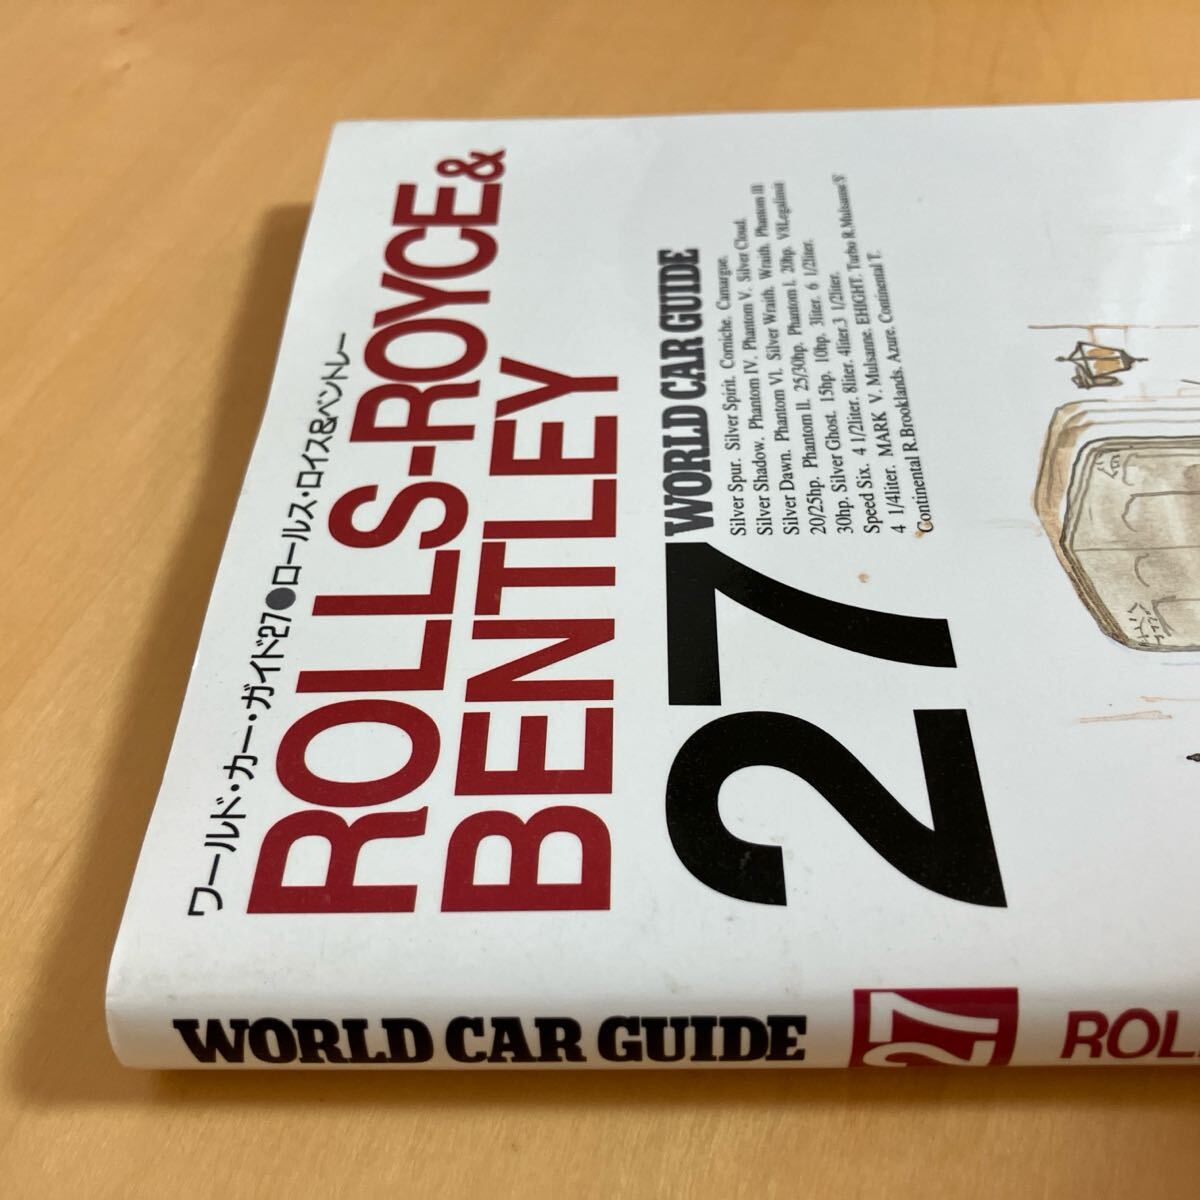 ワールド・カー・ガイド27●ロールス・ロイス&ベントレー
ROLLS-ROYCE &
BENTLEY
27 WORLD CAR GUIDE
Silver Spur. Silver Spirit. Corniche. Camargue.
Silver Shadow. Phantom IV. Phantom V. Silver Cloud.
Silver Dawn. Phantom VI. Silver Wraith. Wraith. Phantom III
20/25hp. Phantom II. 25/30hp. Phantom I. 20hp. V8Legalimit
30hp. Silver Ghost. 15hp. 10hp. 3liter. 6 1/2liter.
Speed Six. 4 1/2liter. 8liter. 4liter.3 1/2liter.
4 1/4liter. MARK V. Mulsanne. EHIGHT. Turbo R.Mulsanne.S
Continental R.Brooklands. Azure. Continental T.
WORLD CAR GUIDE 27